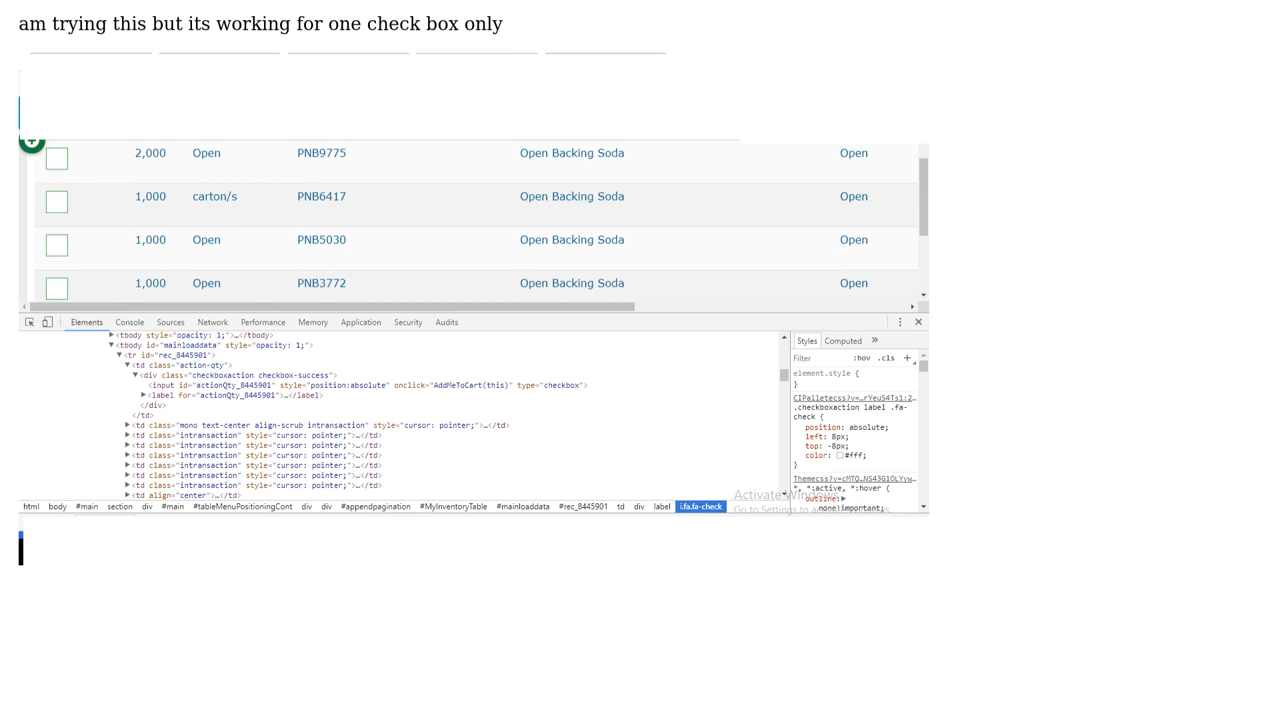 am trying this but its working for one check box only
2,000 Open PNB9775 Open Backing Soda Open
1,000 carton/s PNB6417 Open Backing Soda Open
1,000 Open PNB5030 Open Backing Soda Open
1,000 Open PNB3772 Open Backing Soda Open
Elements Console Sources Network Performance Memory Application Security Audits
▶<tbody style="opacity: 1;">…</tbody>
▼<tbody id="mainloaddata" style="opacity: 1;">
▼<tr id="rec_8445901">
▼<td class="action-qty">
▼<div class="checkboxaction checkbox-success">
<input id="actionQty_8445901" style="position:absolute" onclick="AddMeToCart(this)" type="checkbox">
▶<label for="actionQty_8445901">…</label>
</div>
</td>
▶<td class="mono text-center align-scrub intransaction" style="cursor: pointer;">…</td>
▶<td class="intransaction" style="cursor: pointer;">…</td>
▶<td class="intransaction" style="cursor: pointer;">…</td>
▶<td class="intransaction" style="cursor: pointer;">…</td>
▶<td class="intransaction" style="cursor: pointer;">…</td>
▶<td class="intransaction" style="cursor: pointer;">…</td>
▶<td class="intransaction" style="cursor: pointer;">…</td>
▶<td align="center">…</td>
html body #main section div #main div #tableMenuPositioningCont div #appendpagination #MyInventoryTable #mainloaddata #rec_8445901 td div label i.fa.fa-check
Styles Computed »
Filter :hov .cls +
element.style {
}
.checkboxaction label .fa-
check {
position: absolute;
left: 8px;
top: -8px;
color: #fff;
}
*, *:active, *:hover {
outline:▶
none!important;
Activate Windows
Go to Settings to